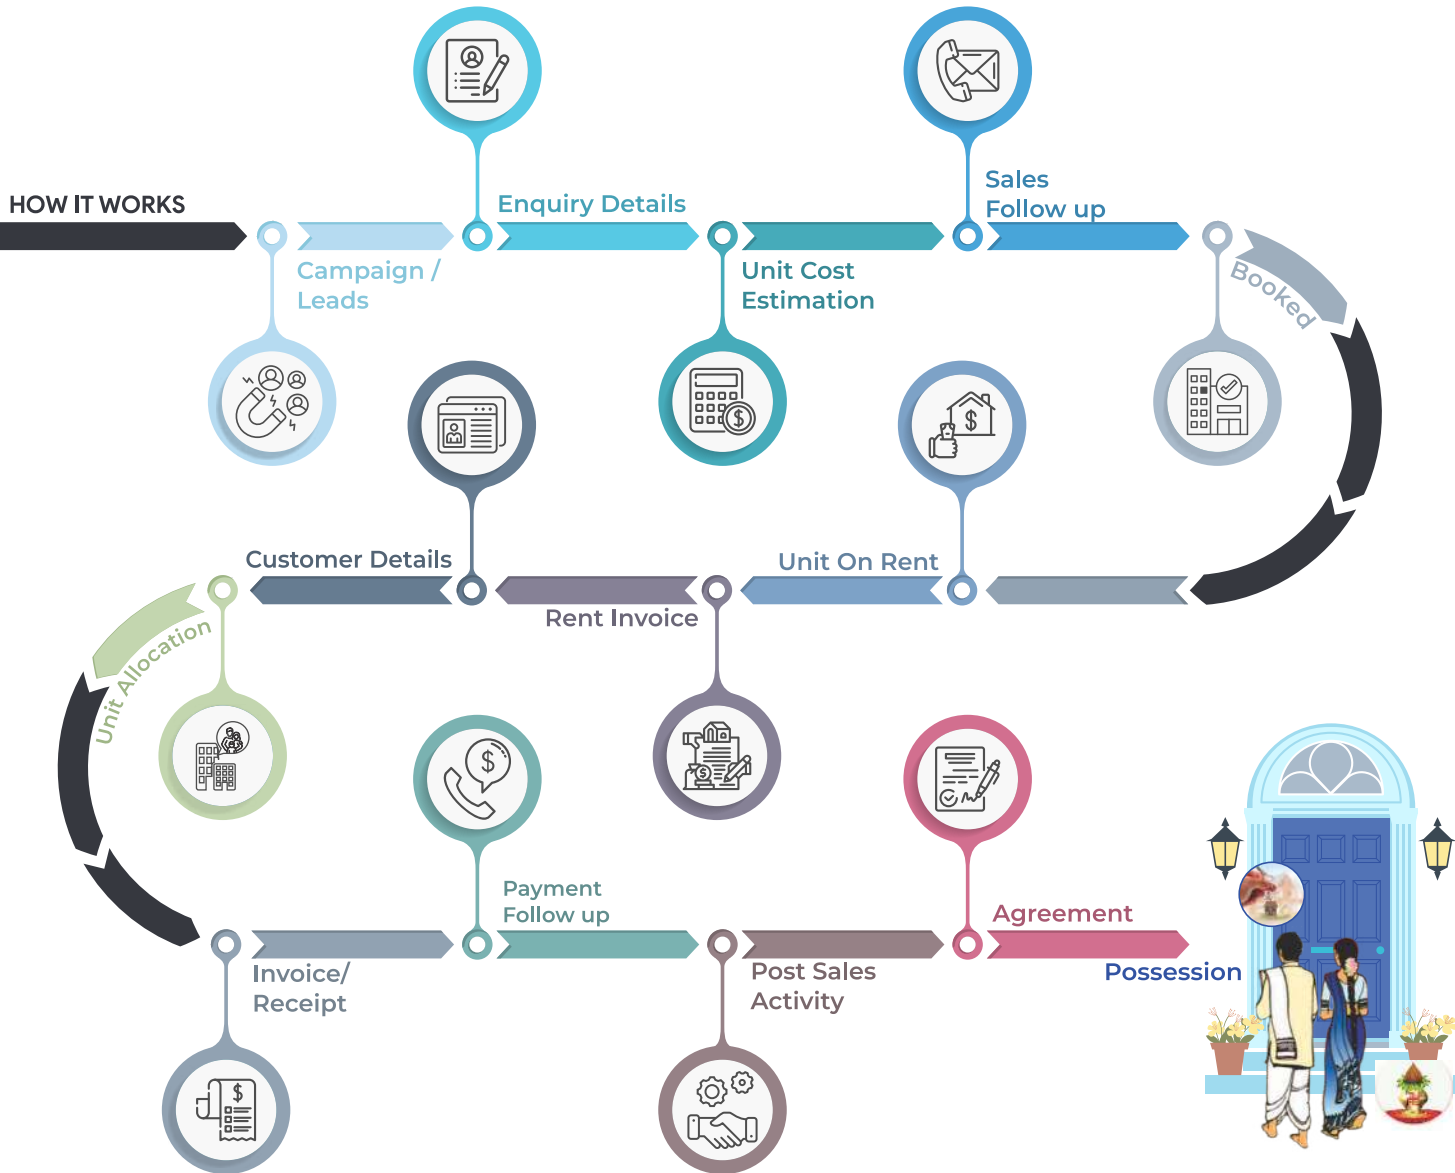 HOW IT WORKS
Campaign /
Leads
Enquiry Details
Unit Cost
Estimation
Sales
Follow up
Booked
Unit On Rent
Rent Invoice
Customer Details
Unit Allocation
Invoice/
Receipt
Payment
Follow up
Post Sales
Activity
Agreement
Possession